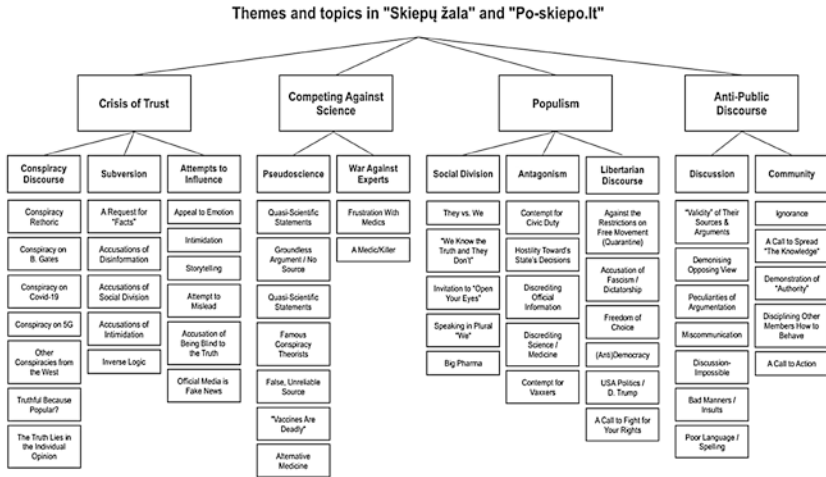 Themes and topics in "Skiepų žala" and "Po-skiepo.lt"
Crisis of Trust
Competing Against
Science
Populism
Anti-Public
Discourse
Conspiracy
Discourse
Subversion
Attempts to
Influence
Pseudoscience
War Against
Experts
Social Division
Antagonism
Libertarian
Discourse
Discussion
Community
Conspiracy
Rethoric
Conspiracy on
B. Gates
Conspiracy on
Covid-19
Conspiracy on 5G
Other
Conspiracies from
the West
Truthful Because
Popular?
The Truth Lies in
the Individual
Opinion
A Request for
"Facts"
Accusations of
Disinformation
Accusations of
Social Division
Accusations of
Intimidation
Inverse Logic
Appeal to Emotion
Intimidation
Storytelling
Attempt to
Mislead
Accusation of
Being Blind to
the Truth
Official Media is
Fake News
Quasi-Scientific
Statements
Groundless
Argument / No
Source
Quasi-Scientific
Statements
Famous
Conspiracy
Theorists
False, Unreliable
Source
"Vaccines Are
Deadly"
Alternative
Medicine
Frustration With
Medics
A Medic/Killer
They vs. We
"We Know the
Truth and They
Don't"
Invitation to "Open
Your Eyes"
Speaking in Plural
"We"
Big Pharma
Contempt for
Civic Duty
Hostility Toward's
State's Decisions
Discrediting
Official
Information
Discrediting
Science /
Medicine
Contempt for
Vaxxers
Against the
Restrictions on
Free Movement
(Quarantine)
Accusation of
Fascism /
Dictatorship
Freedom of
Choice
(Anti)Democracy
USA Politics /
D. Trump
A Call to Fight for
Your Rights
"Validity" of Their
Sources &
Arguments
Demonising
Opposing View
Peculiarities of
Argumentation
Miscommunication
Discussion-
Impossible
Bad Manners /
Insults
Poor Language /
Spelling
Ignorance
A Call to Spread
"The Knowledge"
Demonstration of
"Authority"
Disciplining Other
Members How to
Behave
A Call to Action